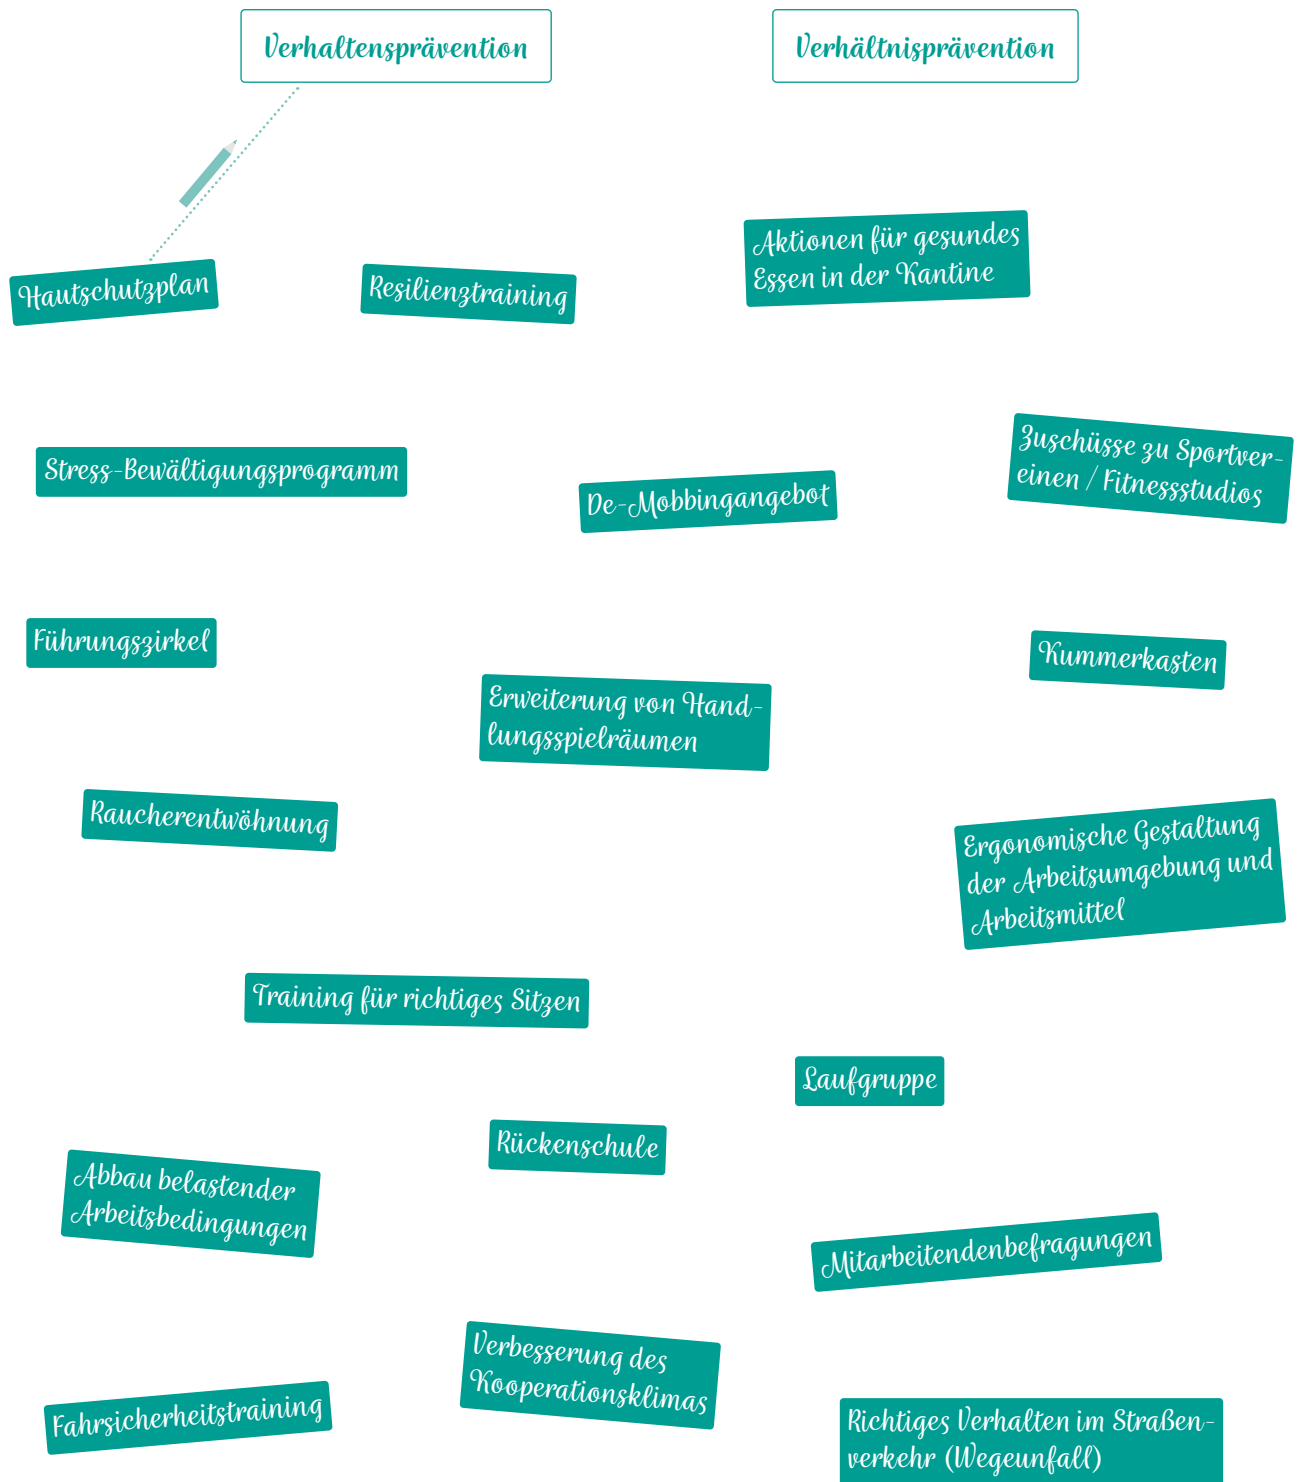 Verhaltensprävention
Verhältnisprävention
Aktionen für gesundes
Essen in der Kantine
Hautschutzplan
Resilienztraining
Zuschüsse zu Sportver-
einen / Fitnessstudios
Stress-Bewältigungsprogramm
De-Mobbingangebot
Führungszirkel
Kummerkasten
Erweiterung von Hand-
lungsspielräumen
Raucherentwöhnung
Ergonomische Gestaltung
der Arbeitsumgebung und
Arbeitsmittel
Training für richtiges Sitzen
Laufgruppe
Rückenschule
Abbau belastender
Arbeitsbedingungen
Mitarbeitendenbefragungen
Verbesserung des
Kooperationsklimas
Fahrsicherheitstraining
Richtiges Verhalten im Straßen-
verkehr (Wegeunfall)